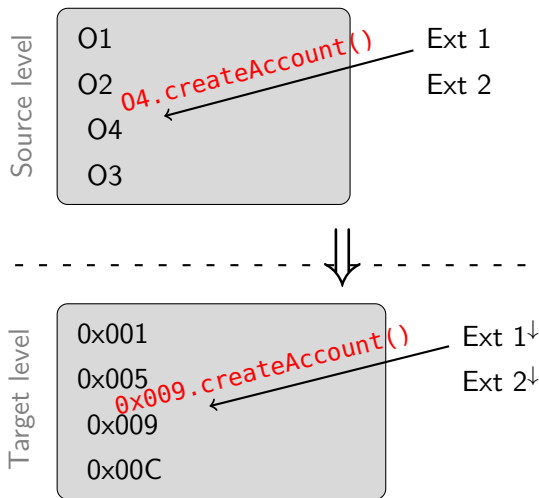 Source level
O1
O2
O4
O3
O4.createAccount()
Ext 1
Ext 2
Target level
0x001
0x005
0x009
0x00C
0x009.createAccount()
Ext 1↓
Ext 2↓